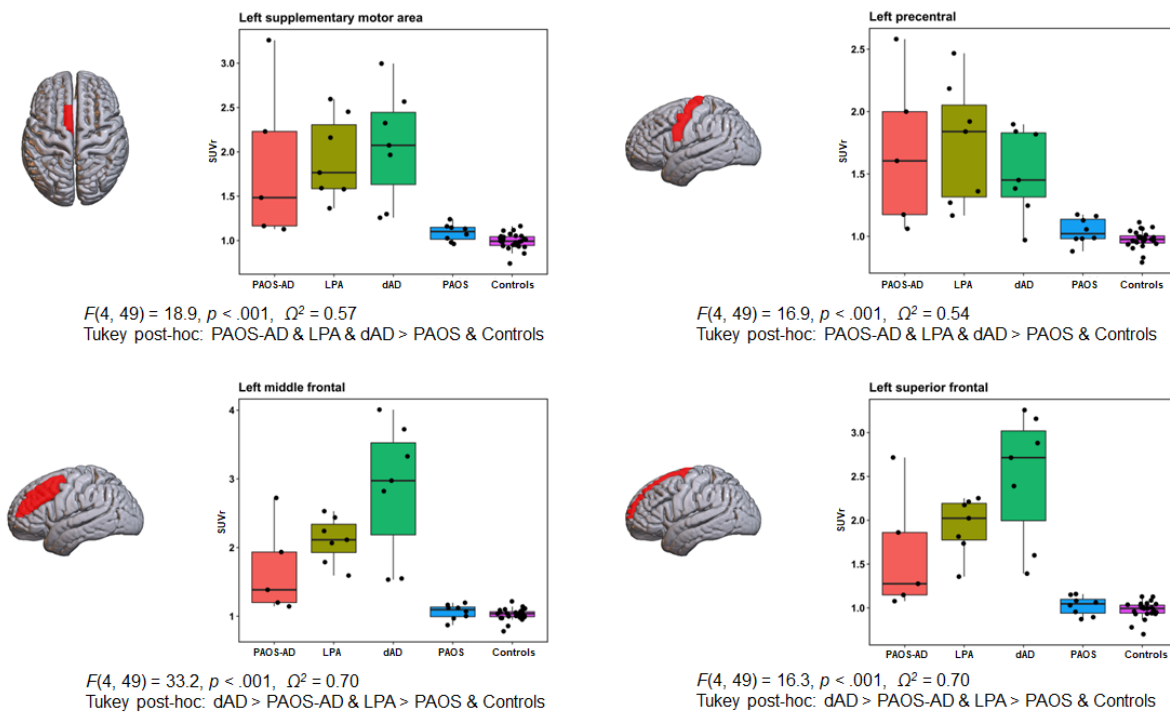 Left supplementary motor area
3.0
2.5
2.0
1.5
1.0
SUVr
PAOS-AD LPA dAD PAOS Controls
F(4, 49) = 18.9, p < .001, Ω² = 0.57
Tukey post-hoc: PAOS-AD & LPA & dAD > PAOS & Controls
Left precentral
2.5
2.0
1.5
1.0
SUVr
PAOS-AD LPA dAD PAOS Controls
F(4, 49) = 16.9, p < .001, Ω² = 0.54
Tukey post-hoc: PAOS-AD & LPA & dAD > PAOS & Controls
Left middle frontal
4
3
2
1
SUVr
PAOS-AD LPA dAD PAOS Controls
F(4, 49) = 33.2, p < .001, Ω² = 0.70
Tukey post-hoc: dAD > PAOS-AD & LPA > PAOS & Controls
Left superior frontal
3.0
2.5
2.0
1.5
1.0
SUVr
PAOS-AD LPA dAD PAOS Controls
F(4, 49) = 16.3, p < .001, Ω² = 0.70
Tukey post-hoc: dAD > PAOS-AD & LPA > PAOS & Controls